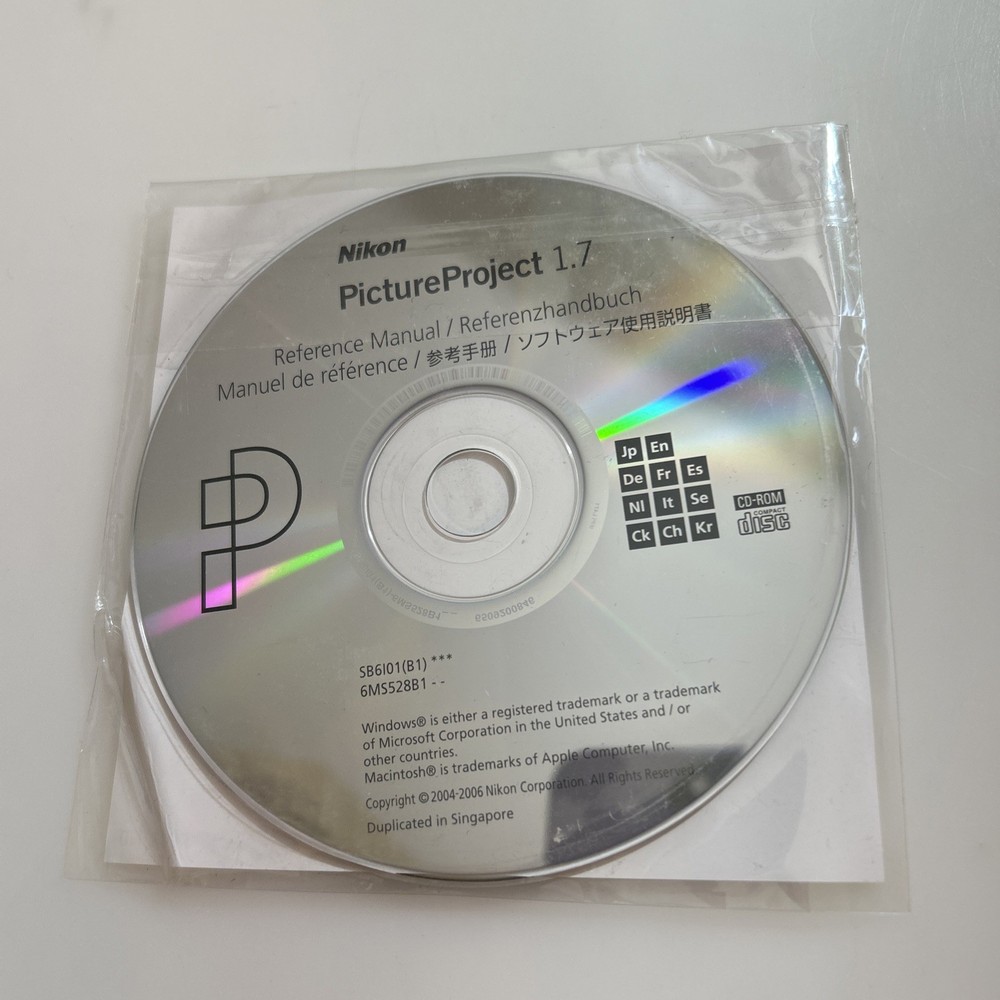 Nikon
PictureProject 1.7
Reference Manual / Referenzhandbuch
Manuel de référence / 参考手册 / ソフトウェア使用説明書
Jp En
De Fr Es
Nl It Se
Ck Ch Kr
CD-ROM
COMPACT
disc
6509200846
SB6I01(B1) ***
6MS528B1 - -
Windows® is either a registered trademark or a trademark
of Microsoft Corporation in the United States and / or
other countries.
Macintosh® is trademarks of Apple Computer, Inc.
Copyright © 2004-2006 Nikon Corporation. All Rights Reserved.
Duplicated in Singapore